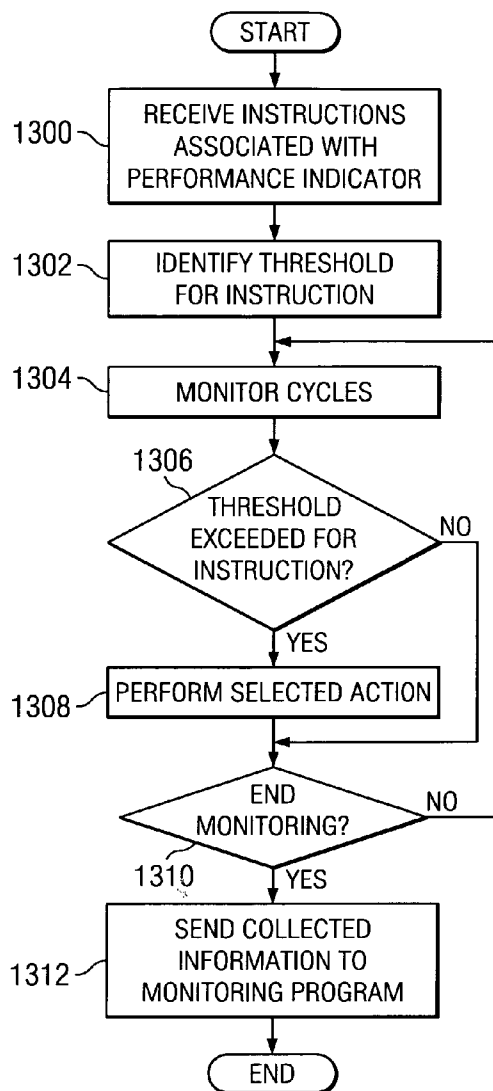 START
1300
RECEIVE INSTRUCTIONS
ASSOCIATED WITH
PERFORMANCE INDICATOR
1302
IDENTIFY THRESHOLD
FOR INSTRUCTION
1304
MONITOR CYCLES
1306
THRESHOLD
EXCEEDED FOR
INSTRUCTION?
NO
YES
1308
PERFORM SELECTED ACTION
END
MONITORING?
NO
1310
YES
1312
SEND COLLECTED
INFORMATION TO
MONITORING PROGRAM
END